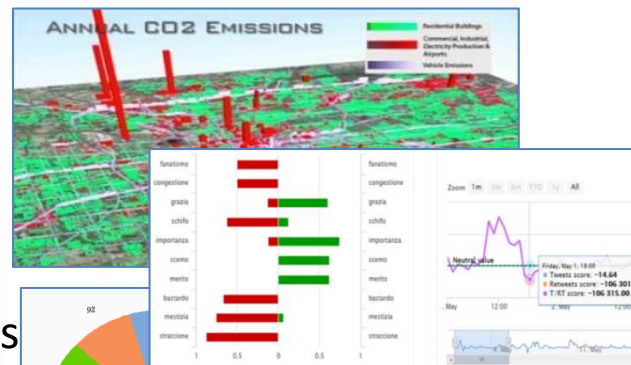 ANNUAL CO2 EMISSIONS
Residential Buildings
Commercial, Industrial,
Electricity Production &
Airports
Vehicle Emissions
fanatismo
congestione
grazia
schifo
importanza
scemo
merito
bastardo
mestizia
straccione
1 0.5 0 0.5
fanatismo
congestione
grazia
schifo
importanza
scemo
merito
bastardo
mestizia
straccione
1
Zoom 1m 3m 6m YTD 1y All
Neutral value
Friday, May 1, 18:00
Tweets score: -14.64
Retweets score: -106 301
T/RT score: -106 315.00
. May 12:00 2. May 12:00
4. May 11. May
9%
s